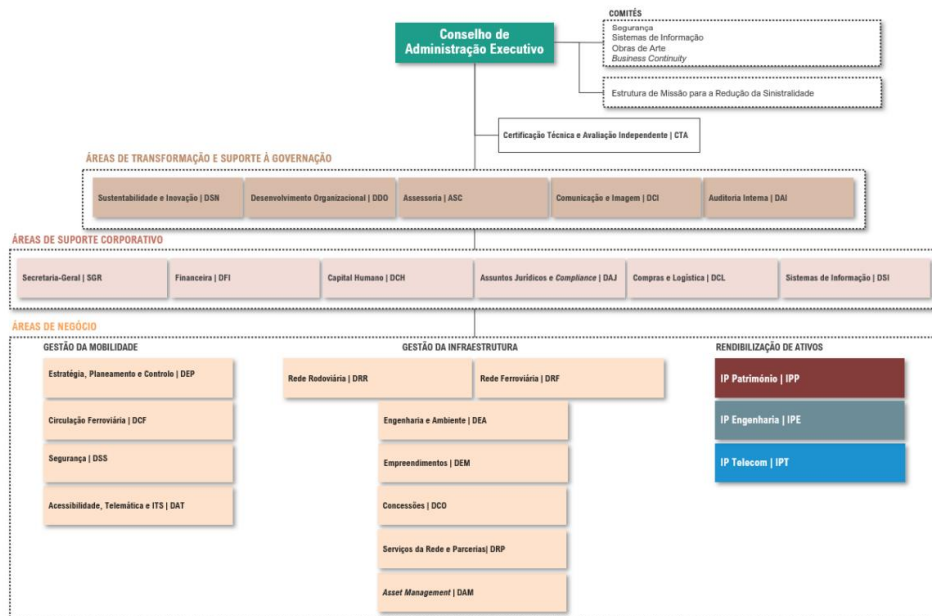 COMITÉS
Conselho de
Administração Executivo
Segurança
Sistemas de Informação
Obras de Arte
Business Continuity
Estrutura de Missão para a Redução da Sinistralidade
Certificação Técnica e Avaliação Independente | CTA
ÁREAS DE TRANSFORMAÇÃO E SUPORTE À GOVERNAÇÃO
Sustentabilidade e Inovação | DSN
Desenvolvimento Organizacional | DDO
Assessoria | ASC
Comunicação e Imagem | DCI
Auditoria Interna | DAI
ÁREAS DE SUPORTE CORPORATIVO
Secretaria-Geral | SGR
Financeira | DFI
Capital Humano | DCH
Assuntos Jurídicos e Compliance | DAJ
Compras e Logística | DCL
Sistemas de Informação | DSI
ÁREAS DE NEGÓCIO
GESTÃO DA MOBILIDADE
Estratégia, Planeamento e Controlo | DEP
Circulação Ferroviária | DCF
Segurança | DSS
Acessibilidade, Telemática e ITS | DAT
GESTÃO DA INFRAESTRUTURA
Rede Rodoviária | DRR
Rede Ferroviária | DRF
Engenharia e Ambiente | DEA
Empreendimentos | DEM
Concessões | DCO
Serviços da Rede e Parcerias| DRP
Asset Management | DAM
RENDIBILIZAÇÃO DE ATIVOS
IP Património | IPP
IP Engenharia | IPE
IP Telecom | IPT